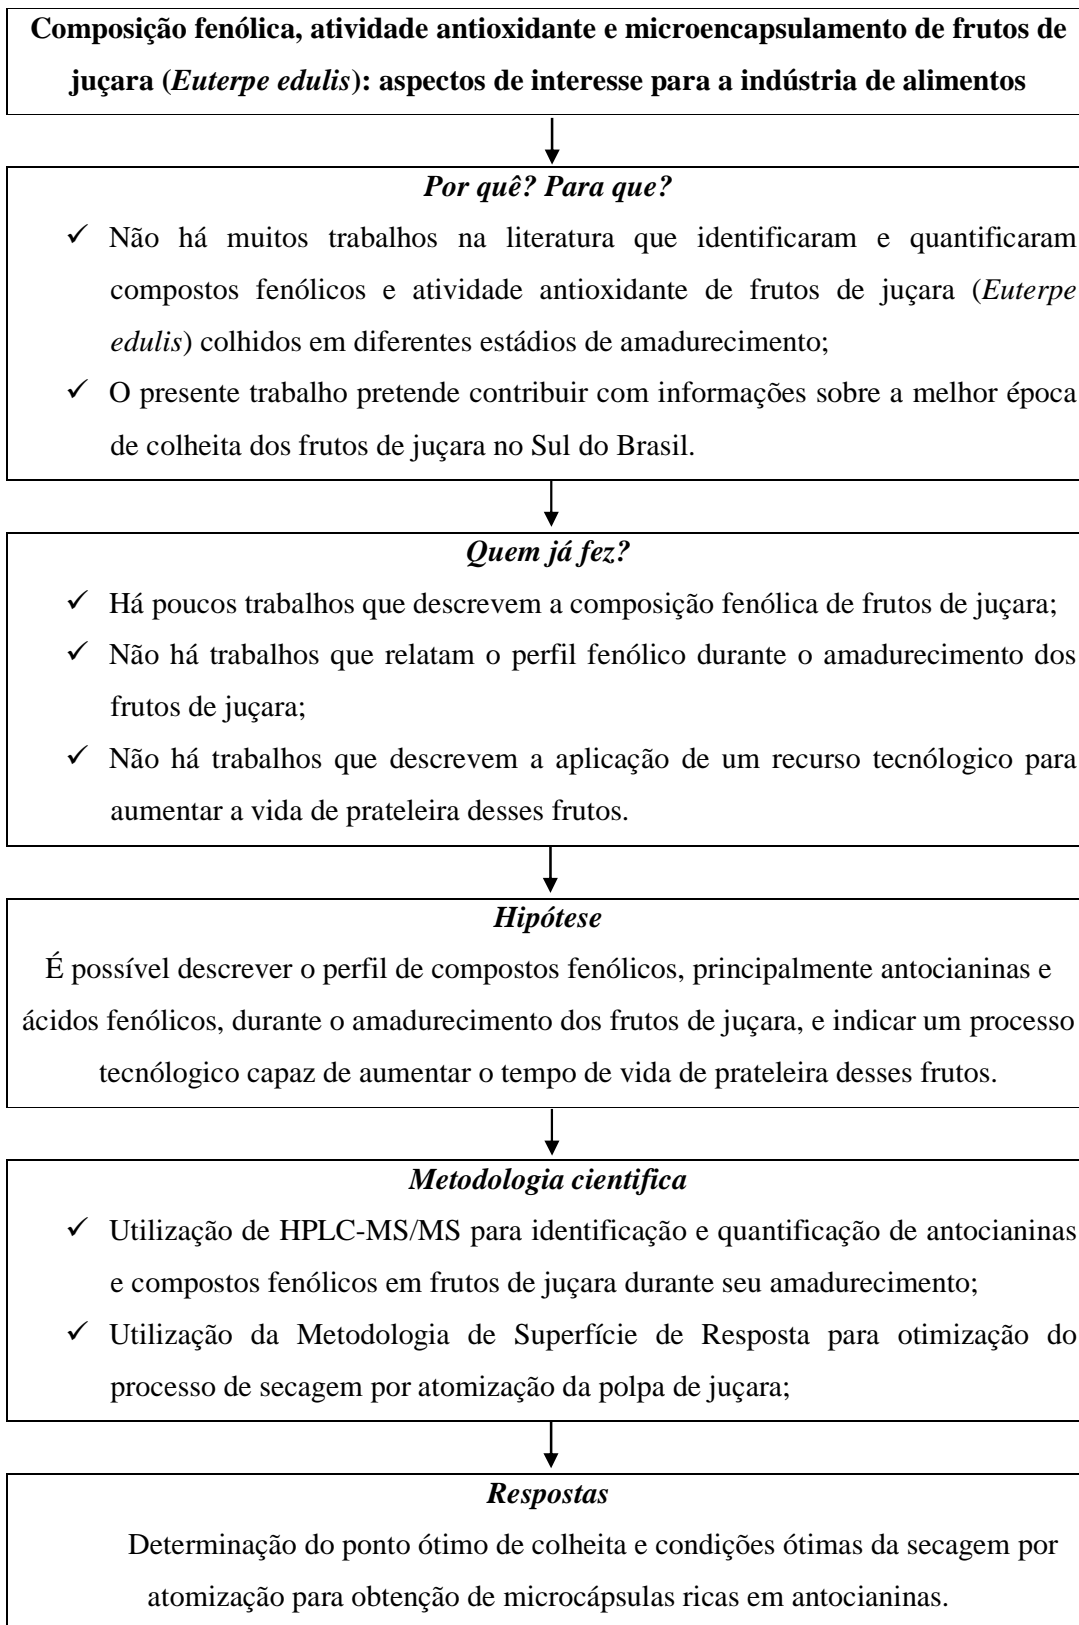 Composição fenólica, atividade antioxidante e microencapsulamento de frutos de
juçara (Euterpe edulis): aspectos de interesse para a indústria de alimentos
Por quê? Para que?
✓ Não há muitos trabalhos na literatura que identificaram e quantificaram
compostos fenólicos e atividade antioxidante de frutos de juçara (Euterpe
edulis) colhidos em diferentes estádios de amadurecimento;
✓ O presente trabalho pretende contribuir com informações sobre a melhor época
de colheita dos frutos de juçara no Sul do Brasil.
Quem já fez?
✓ Há poucos trabalhos que descrevem a composição fenólica de frutos de juçara;
✓ Não há trabalhos que relatam o perfil fenólico durante o amadurecimento dos
frutos de juçara;
✓ Não há trabalhos que descrevem a aplicação de um recurso tecnólogico para
aumentar a vida de prateleira desses frutos.
Hipótese
É possível descrever o perfil de compostos fenólicos, principalmente antocianinas e
ácidos fenólicos, durante o amadurecimento dos frutos de juçara, e indicar um processo
tecnólogico capaz de aumentar o tempo de vida de prateleira desses frutos.
Metodologia cientifica
✓ Utilização de HPLC-MS/MS para identificação e quantificação de antocianinas
e compostos fenólicos em frutos de juçara durante seu amadurecimento;
✓ Utilização da Metodologia de Superfície de Resposta para otimização do
processo de secagem por atomização da polpa de juçara;
Respostas
Determinação do ponto ótimo de colheita e condições ótimas da secagem por
atomização para obtenção de microcápsulas ricas em antocianinas.